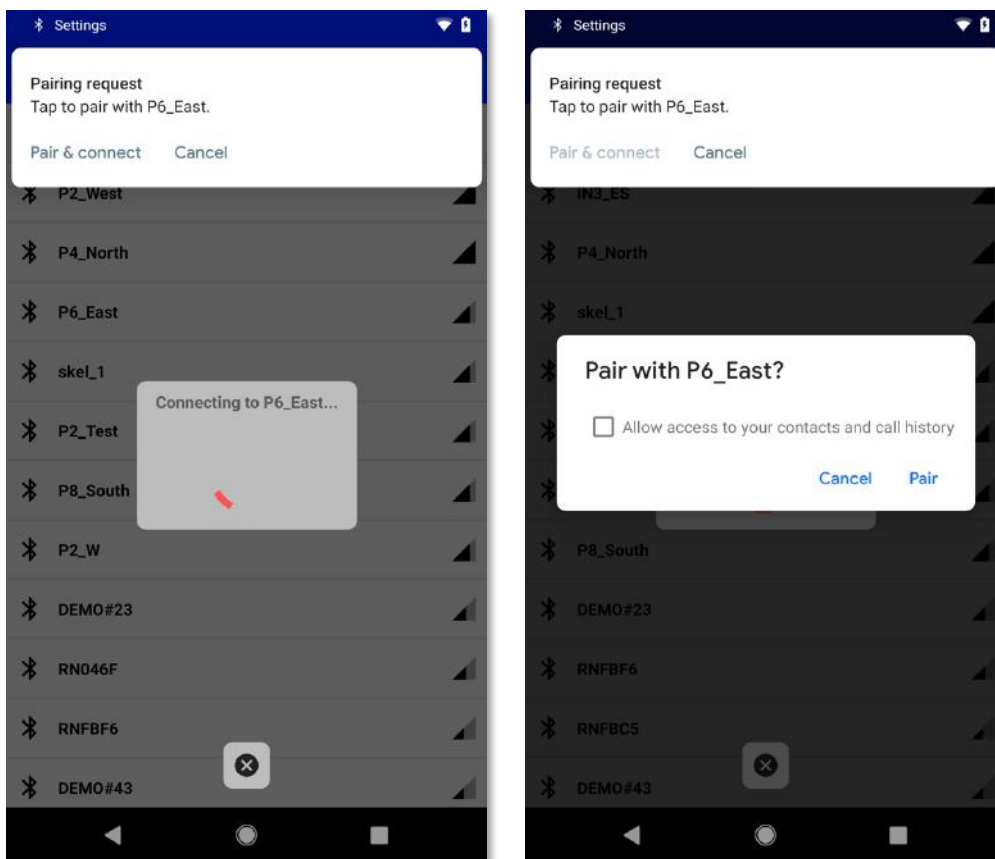 Settings
Pairing request
Tap to pair with P6_East.
Pair & connect Cancel
P2_West
P4_North
P6_East
skel_1
Connecting to P6_East...
P2_Test
P8_South
P2_W
DEMO#23
RN046F
RNFBF6
DEMO#43
Settings
Pairing request
Tap to pair with P6_East.
Pair & connect Cancel
iN3_ES
P4_North
skel_1
Pair with P6_East?
Allow access to your contacts and call history
Cancel Pair
P8_South
DEMO#23
RNFBF6
RNFBC5
DEMO#43